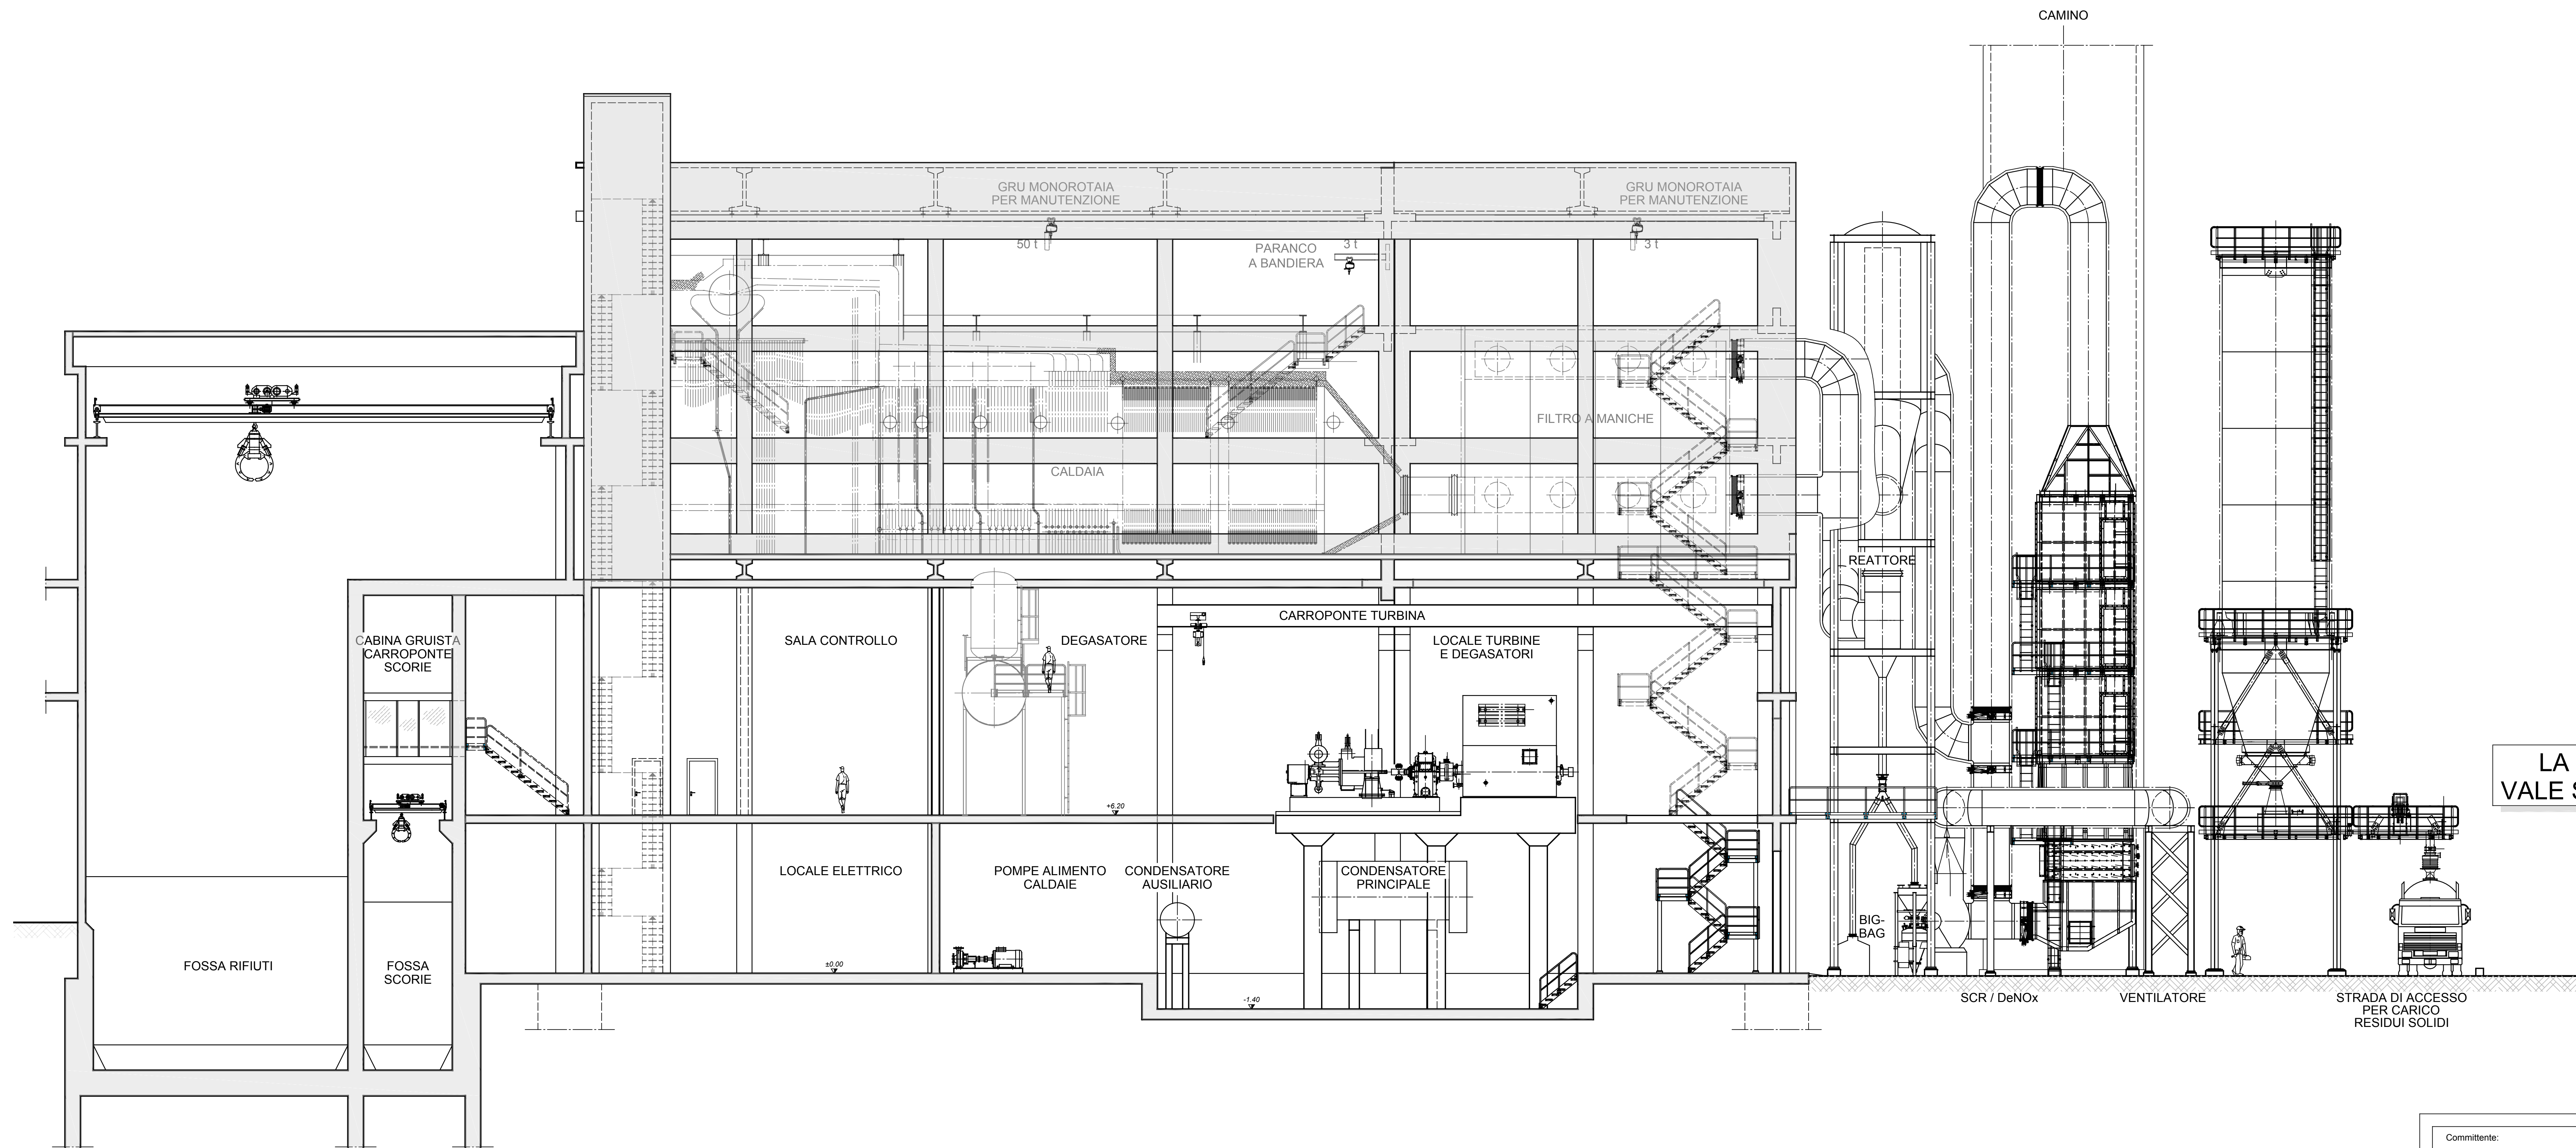 CAMINO
GRU MONOROTAIA
PER MANUTENZIONE
GRU MONOROTAIA
PER MANUTENZIONE
50 t
PARANCO
A BANDIERA
3 t
3 t
FILTRO A MANICHE
CALDAIA
REATTORE
CARROPONTE TURBINA
CABINA GRUISTA
CARROPONTE
SCORIE
SALA CONTROLLO
DEGASATORE
LOCALE TURBINE
E DEGASATORI
LA
VALE S
+6.20
LOCALE ELETTRICO
POMPE ALIMENTO
CALDAIE
CONDENSATORE
AUSILIARIO
CONDENSATORE
PRINCIPALE
BIG-
BAG
FOSSA RIFIUTI
FOSSA
SCORIE
±0.00
-1.40
SCR / DeNOx
VENTILATORE
STRADA DI ACCESSO
PER CARICO
RESIDUI SOLIDI
Committente: